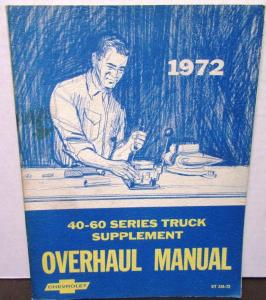 1972
40-60 SERIES TRUCK
SUPPLEMENT
OVERHAUL MANUAL
CHEVROLET